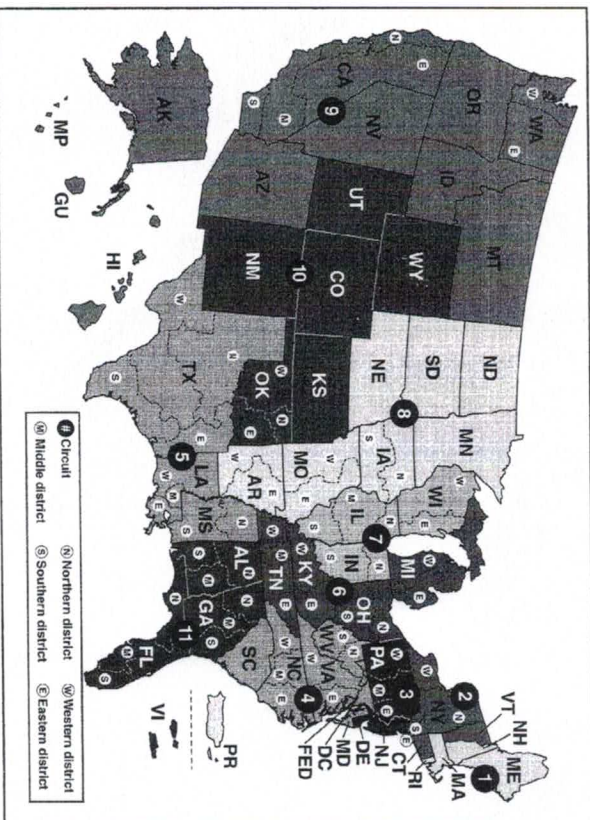 WA
W
E
MT
ND
MN
ME
1
VT
NH
OR
ID
SD
WI
W
E
MI
W
E
NY
N
W
S
E
2
MA
RI
CT
WY
NE
8
IA
N
S
IL
N
M
S
7
IN
N
S
OH
N
S
6
PA
W
M
E
3
NJ
DE
MD
DC
FED
CA
N
E
S
NV
N
9
UT
CO
10
KS
MO
W
E
KY
W
E
WV
N
S
VA
W
E
4
AZ
NM
OK
W
N
E
AR
W
E
TN
W
M
E
NC
W
M
E
SC
TX
N
W
S
E
5
LA
W
M
E
MS
N
S
AL
N
M
S
GA
N
M
S
11
FL
N
M
S
AK
MP
GU
HI
PR
VI
# Circuit
N Northern district
W Western district
M Middle district
S Southern district
E Eastern district